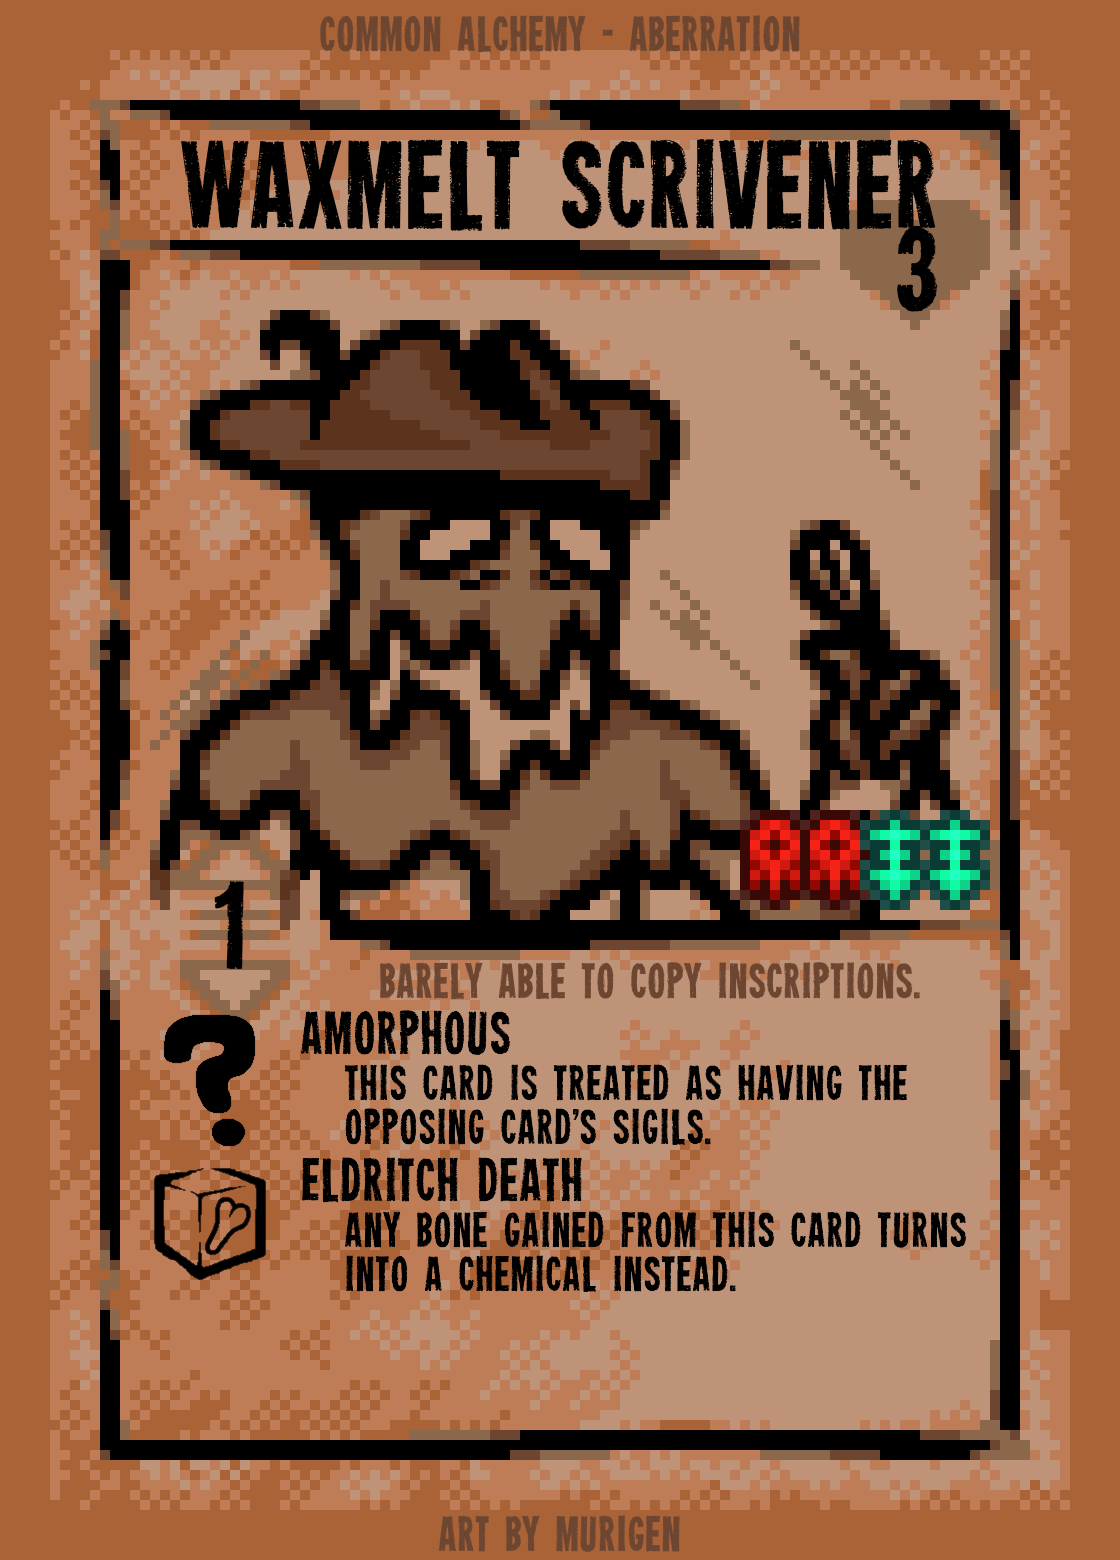 COMMON ALCHEMY - ABERRATION
WAXMELT SCRIVENER
3
1
BARELY ABLE TO COPY INSCRIPTIONS.
?
AMORPHOUS
THIS CARD IS TREATED AS HAVING THE
OPPOSING CARD'S SIGILS.
ELDRITCH DEATH
ANY BONE GAINED FROM THIS CARD TURNS
INTO A CHEMICAL INSTEAD.
ART BY MURIGEN